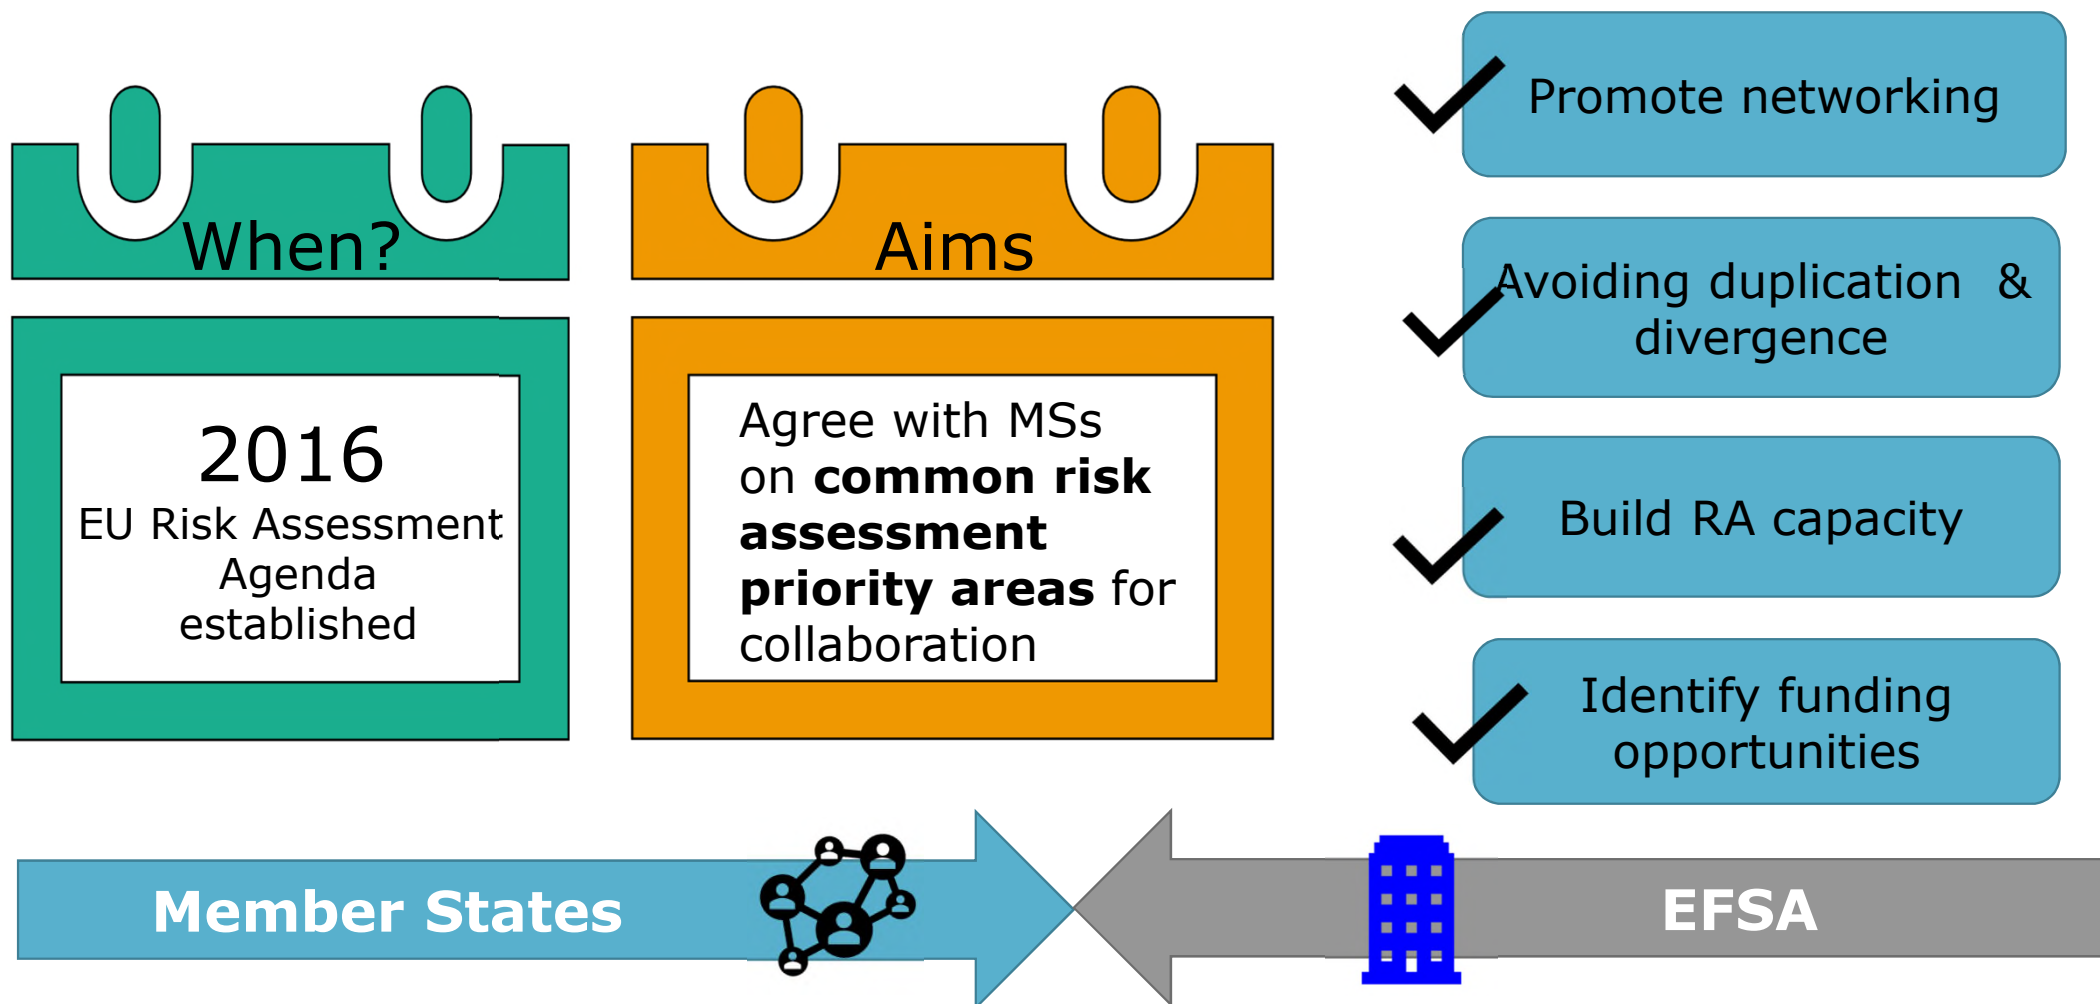 When?
2016
EU Risk Assessment
Agenda
established
Aims
Agree with MSs
on common risk
assessment
priority areas for
collaboration
Promote networking
Avoiding duplication  &
divergence
Build RA capacity
Identify funding
opportunities
Member States
EFSA